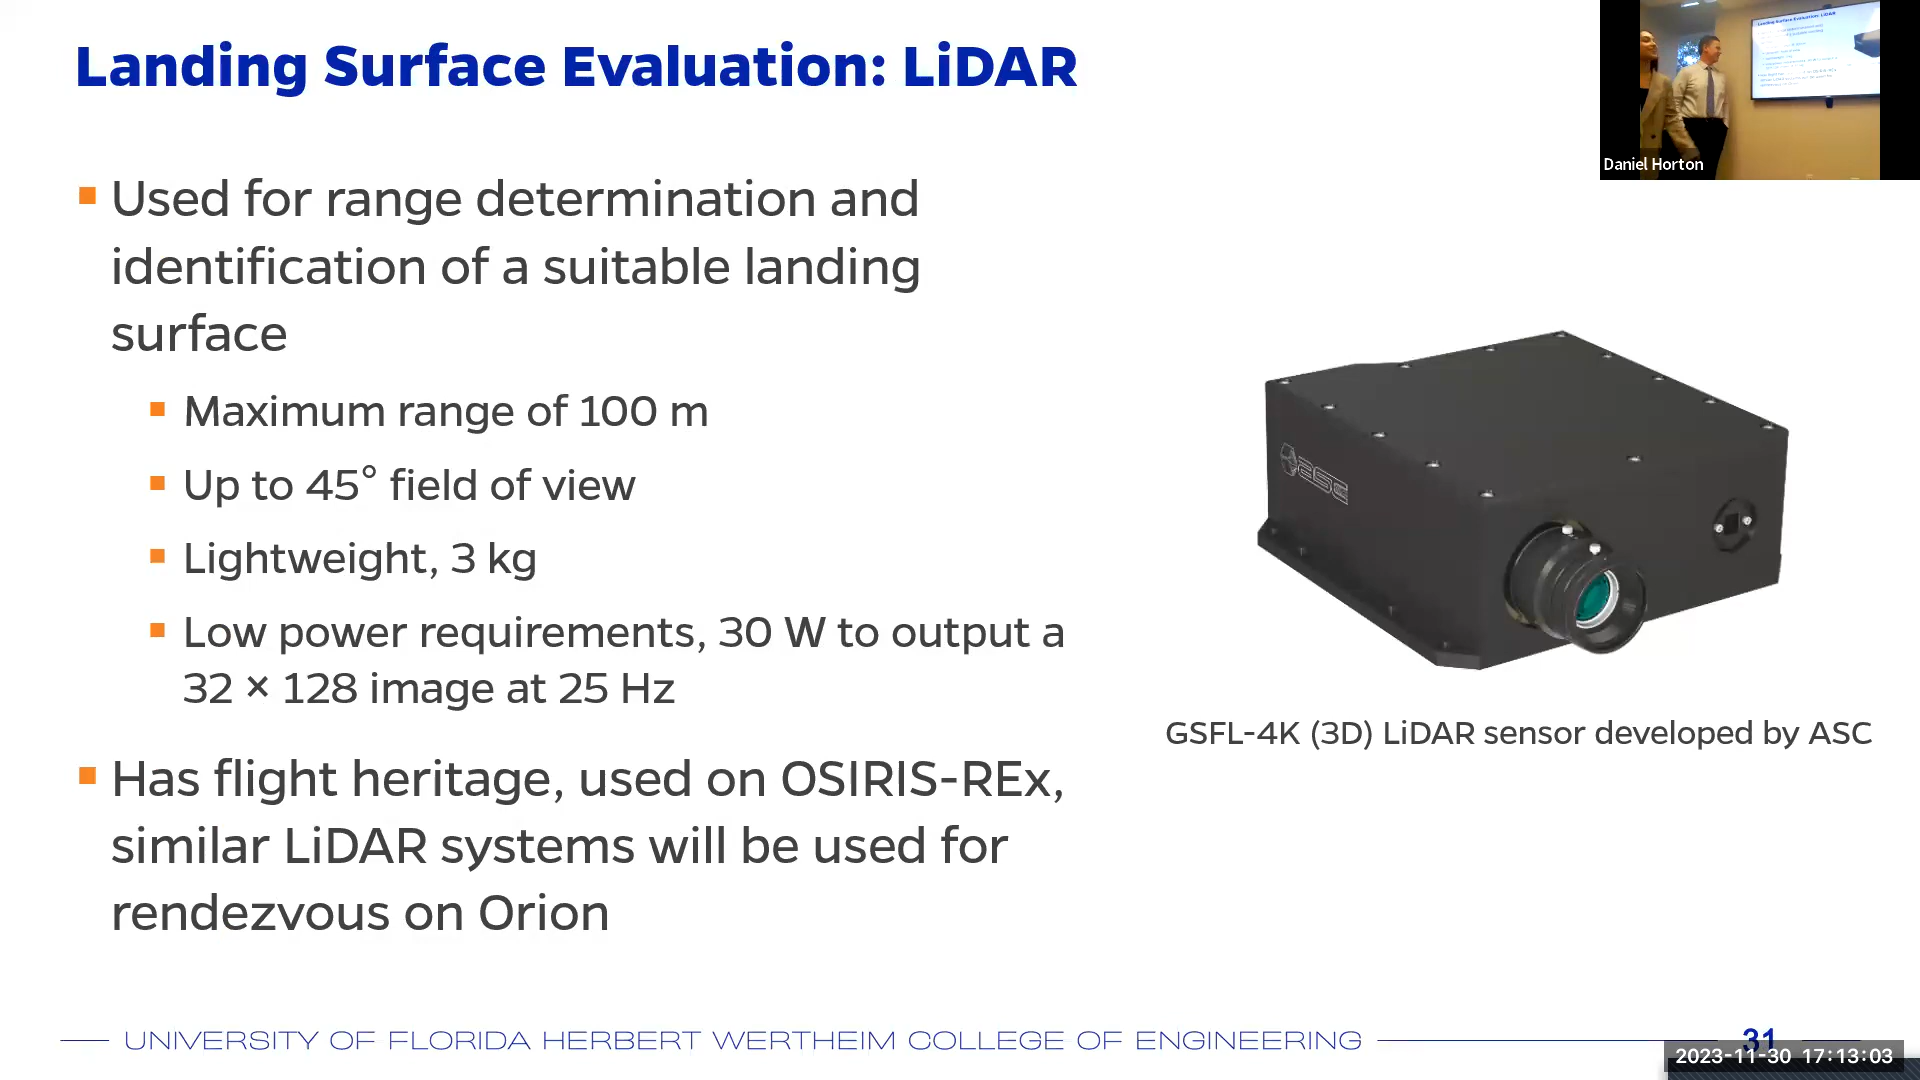 Landing Surface Evaluation: LiDAR
Daniel Horton
Used for range determination and
identification of a suitable landing
surface
Maximum range of 100 m
Up to 45° field of view
Lightweight, 3 kg
Low power requirements, 30 W to output a
32 × 128 image at 25 Hz
Has flight heritage, used on OSIRIS-REx,
similar LiDAR systems will be used for
rendezvous on Orion
asc
GSFL-4K (3D) LiDAR sensor developed by ASC
UNIVERSITY OF FLORIDA HERBERT WERTHEIM COLLEGE OF ENGINEERING
31
2023-11-30 17:13:03